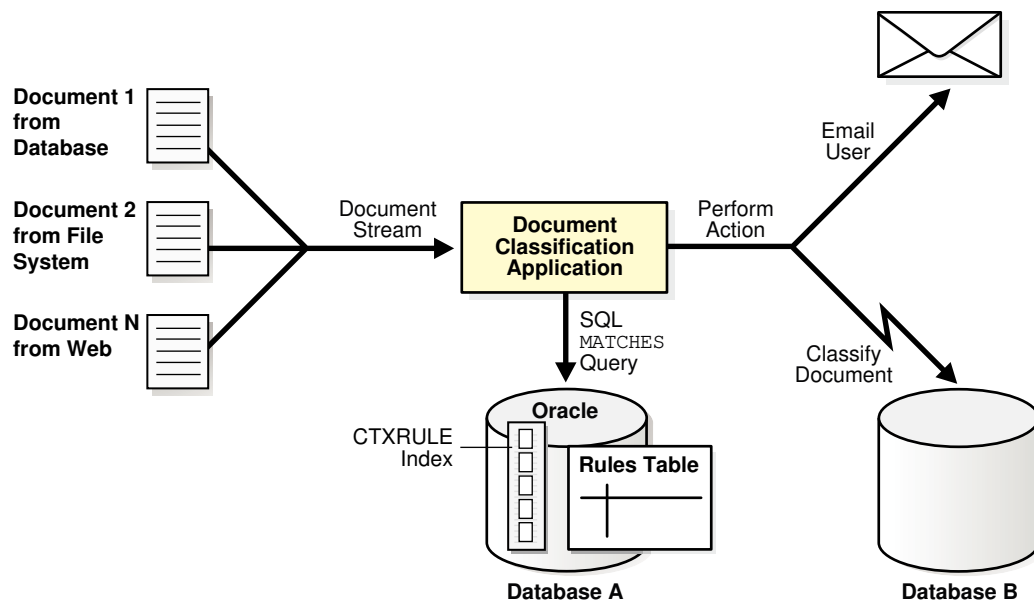 Document 1
from
Database
Document 2
from File
System
Document N
from Web
Document
Stream
Document
Classification
Application
Perform
Action
Email
User
Classify
Document
SQL
MATCHES
Query
Oracle
CTXRULE
Index
Rules Table
Database A
Database B